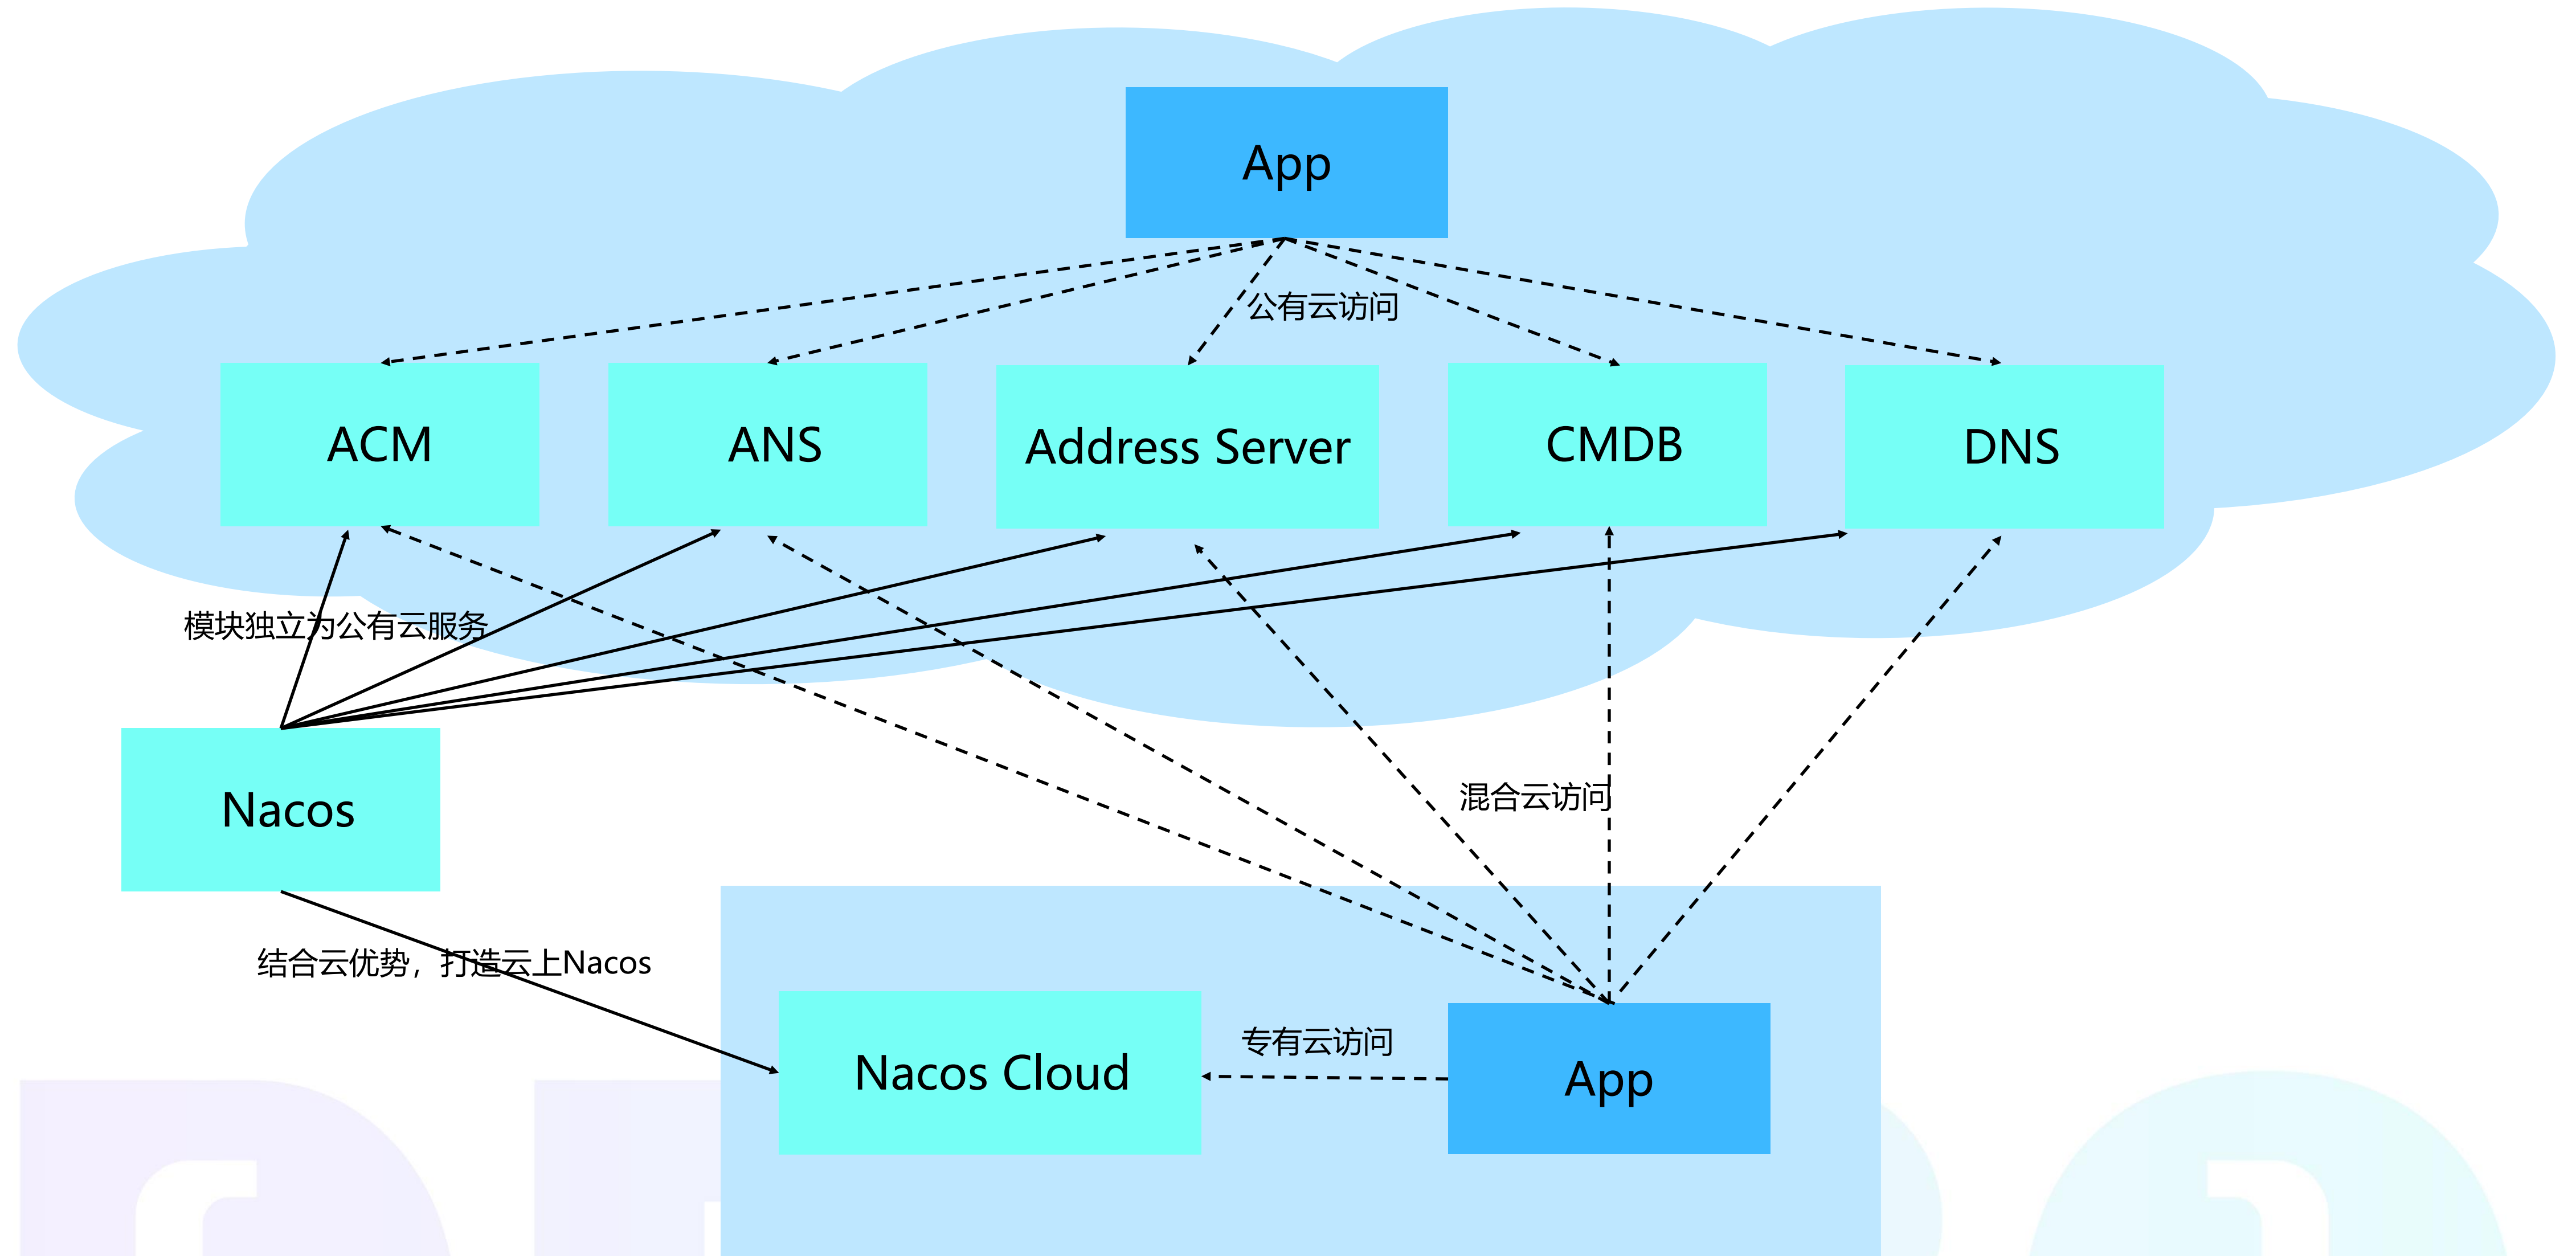 App
公有云访问
ACM
ANS
Address Server
CMDB
DNS
模块独立为公有云服务
Nacos
混合云访问
结合云优势，打造云上Nacos
Nacos Cloud
专有云访问
App